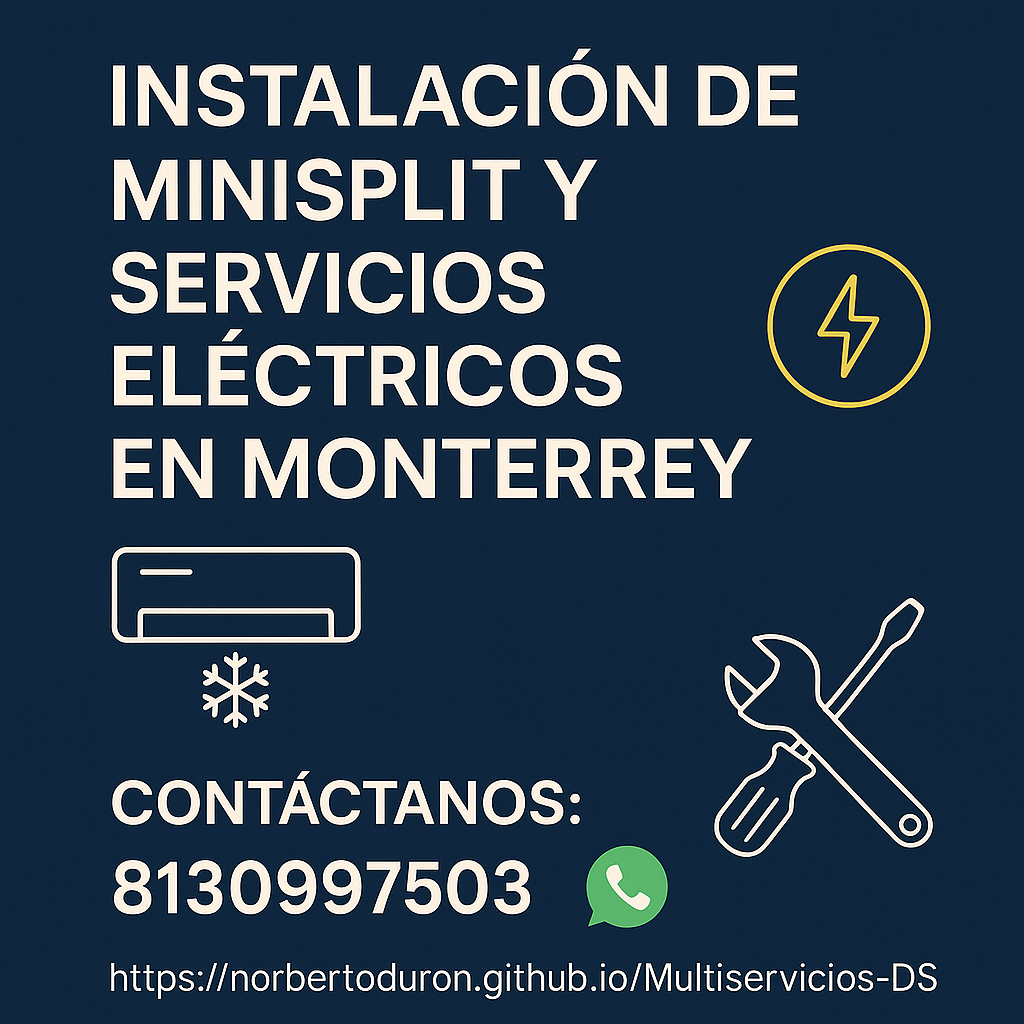 INSTALACIÓN DE
MINISPLIT Y
SERVICIOS
ELÉCTRICOS
EN MONTERREY
CONTÁCTANOS:
8130997503
https://norbertoduron.github.io/Multiservicios-DS